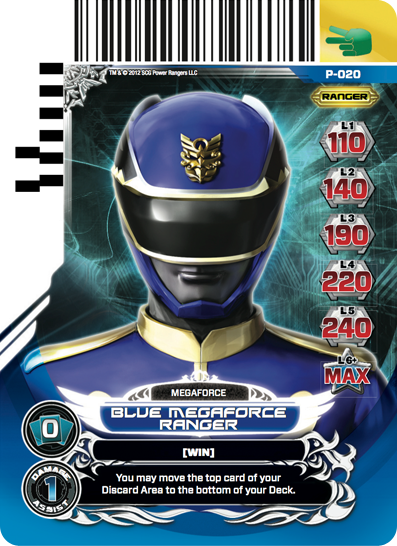 TM & © 2012 SCG Power Rangers LLC
P-020
RANGER
L1
110
L2
140
L3
190
L4
220
L5
240
L6+
MAX
MEGAFORCE
BLUE MEGAFORCE
RANGER
0
[WIN]
DAMAGE
1
ASSIST
You may move the top card of your
Discard Area to the bottom of your Deck.